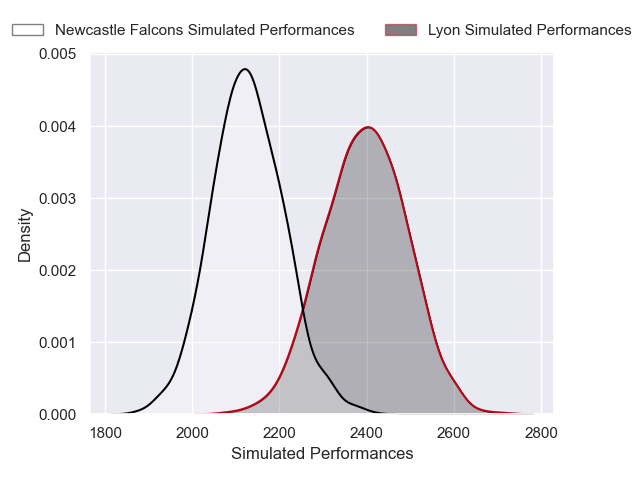 Newcastle Falcons Simulated Performances Lyon Simulated Performances
0.005
0.004
0.003
0.002
0.001
0.000
Density
1800 2000 2200 2400 2600 2800
Simulated Performances